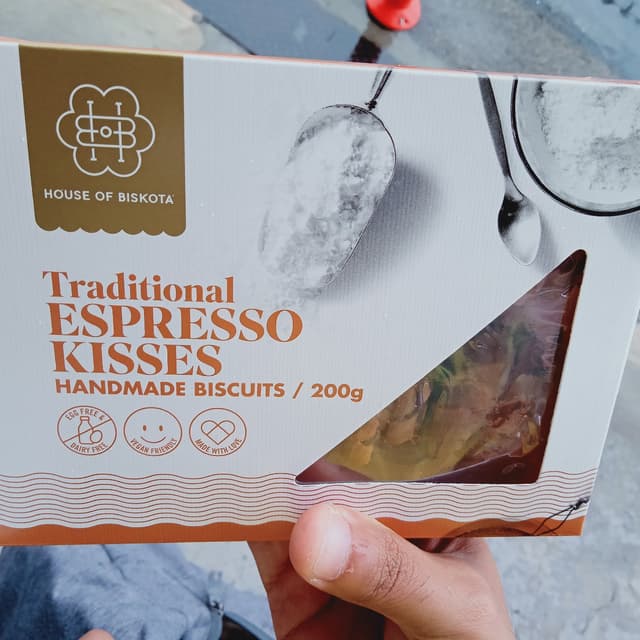 HOUSE OF BISKOTA
Traditional
ESPRESSO
KISSES
HANDMADE BISCUITS / 200g
EGG FREE &
DAIRY FREE
VEGAN FRIENDLY
MADE WITH LOVE